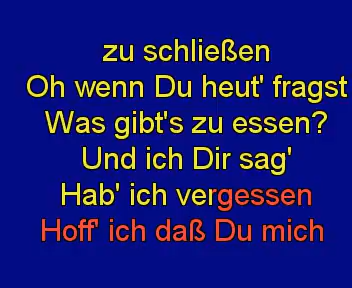 zu schließen
Oh wenn Du heut' fragst
Was gibt's zu essen?
Und ich Dir sag'
Hab' ich vergessen
Hoff' ich daß Du mich